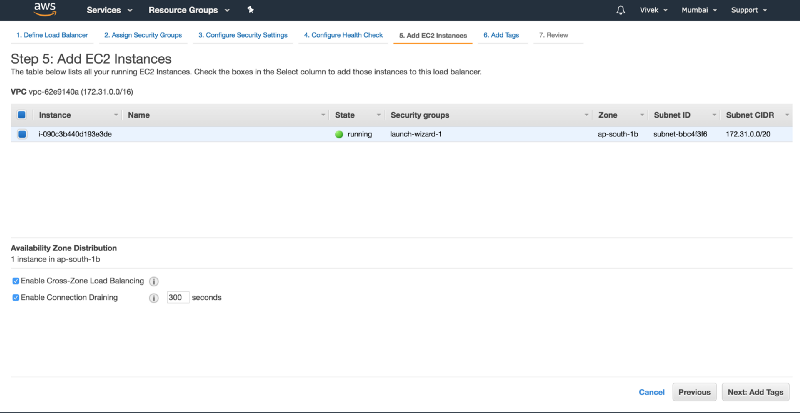 aws Services Resource Groups Vivek Mumbai Support
1. Define Load Balancer 2. Assign Security Groups 3. Configure Security Settings 4. Configure Health Check 5. Add EC2 Instances 6. Add Tags 7. Review
Step 5: Add EC2 Instances
The table below lists all your running EC2 Instances. Check the boxes in the Select column to add those instances to this load balancer.
VPC vpc-62e9140a (172.31.0.0/16)
Instance Name State Security groups Zone Subnet ID Subnet CIDR
i-090c3b440d193e3de running launch-wizard-1 ap-south-1b subnet-bbc4f3f6 172.31.0.0/20
Availability Zone Distribution
1 instance in ap-south-1b
Enable Cross-Zone Load Balancing
Enable Connection Draining 300 seconds
Cancel Previous Next: Add Tags